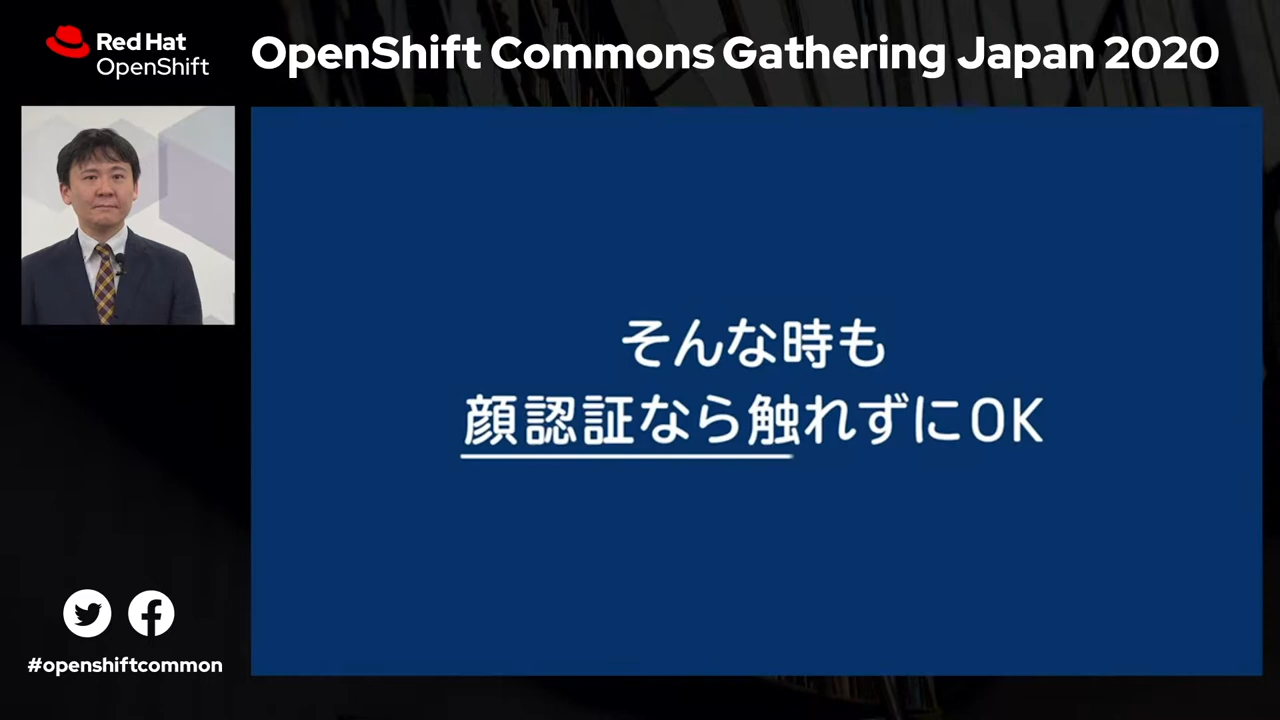 Red Hat
OpenShift
OpenShift Commons Gathering Japan 2020
そんな時も
顔認証なら触れずにOK
#openshiftcommon